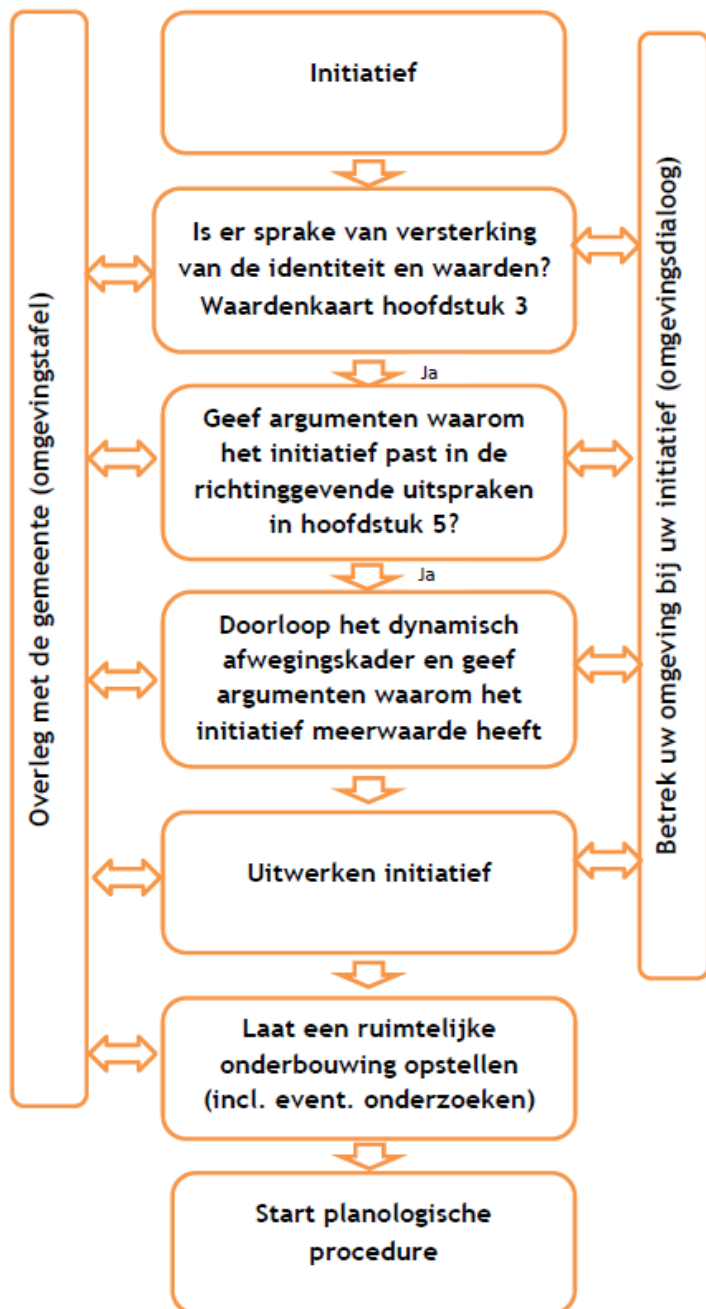 Initiatief
Is er sprake van versterking
van de identiteit en waarden?
Waardenkaart hoofdstuk 3
Ja
Geef argumenten waarom
het initiatief past in de
richtinggevende uitspraken
in hoofdstuk 5?
Ja
Doorloop het dynamisch
afwegingskader en geef
argumenten waarom het
initiatief meerwaarde heeft
Uitwerken initiatief
Laat een ruimtelijke
onderbouwing opstellen
(incl. event. onderzoeken)
Start planologische
procedure
Overleg met de gemeente (omgevingstafel)
Betrek uw omgeving bij uw initiatief (omgevingsdialoog)